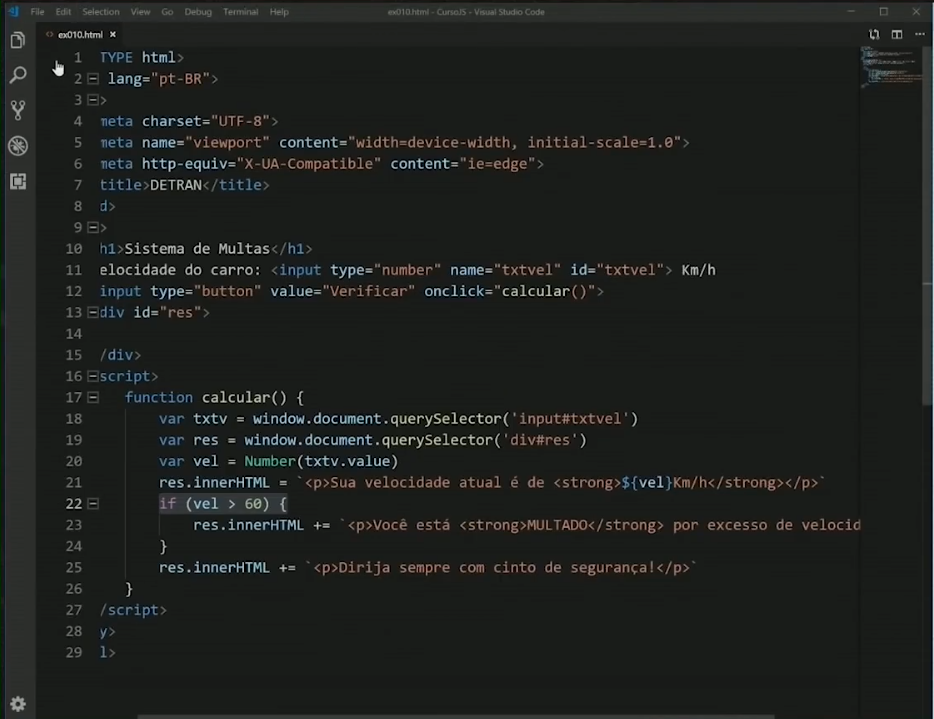 File Edit Selection View Go Debug Terminal Help ex010.html - CursoJS - Visual Studio Code
ex010.html
1 TYPE html>
2 lang="pt-BR">
3 >
4 meta charset="UTF-8">
5 meta name="viewport" content="width=device-width, initial-scale=1.0">
6 meta http-equiv="X-UA-Compatible" content="ie=edge">
7 title>DETRAN</title>
8 d>
9 >
10 h1>Sistema de Multas</h1>
11 elocidade do carro: <input type="number" name="txtvel" id="txtvel"> Km/h
12 input type="button" value="Verificar" onclick="calcular()">
13 div id="res">
14
15 /div>
16 script>
17 function calcular() {
18 var txtv = window.document.querySelector('input#txtvel')
19 var res = window.document.querySelector('div#res')
20 var vel = Number(txtv.value)
21 res.innerHTML = `<p>Sua velocidade atual é de <strong>${vel}Km/h</strong></p>`
22 if (vel > 60) {
23 res.innerHTML += `<p>Você está <strong>MULTADO</strong> por excesso de velocid
24 }
25 res.innerHTML += `<p>Dirija sempre com cinto de segurança!</p>`
26 }
27 /script>
28 y>
29 l>